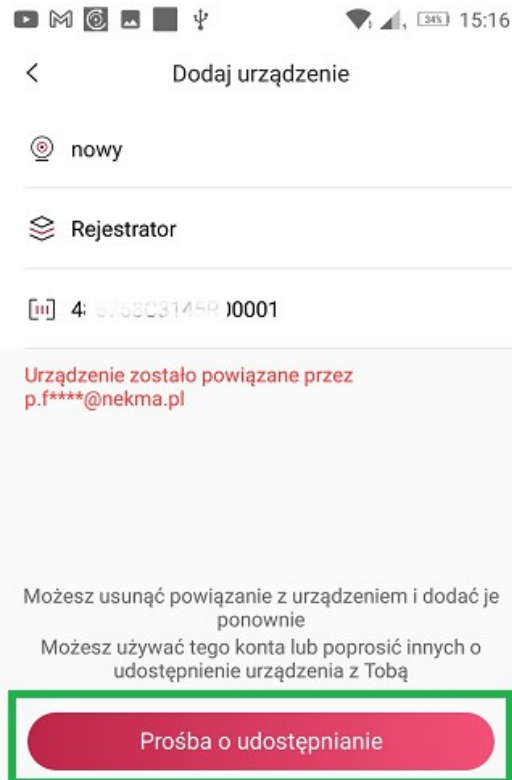 34%
15:16
Dodaj urządzenie
nowy
Rejestrator
00001
Urządzenie zostało powiązane przez
p.f****@nekma.pl
Możesz usunąć powiązanie z urządzeniem i dodać je
ponownie
Możesz używać tego konta lub poprosić innych o
udostępnienie urządzenia z Tobą
Prośba o udostępnianie